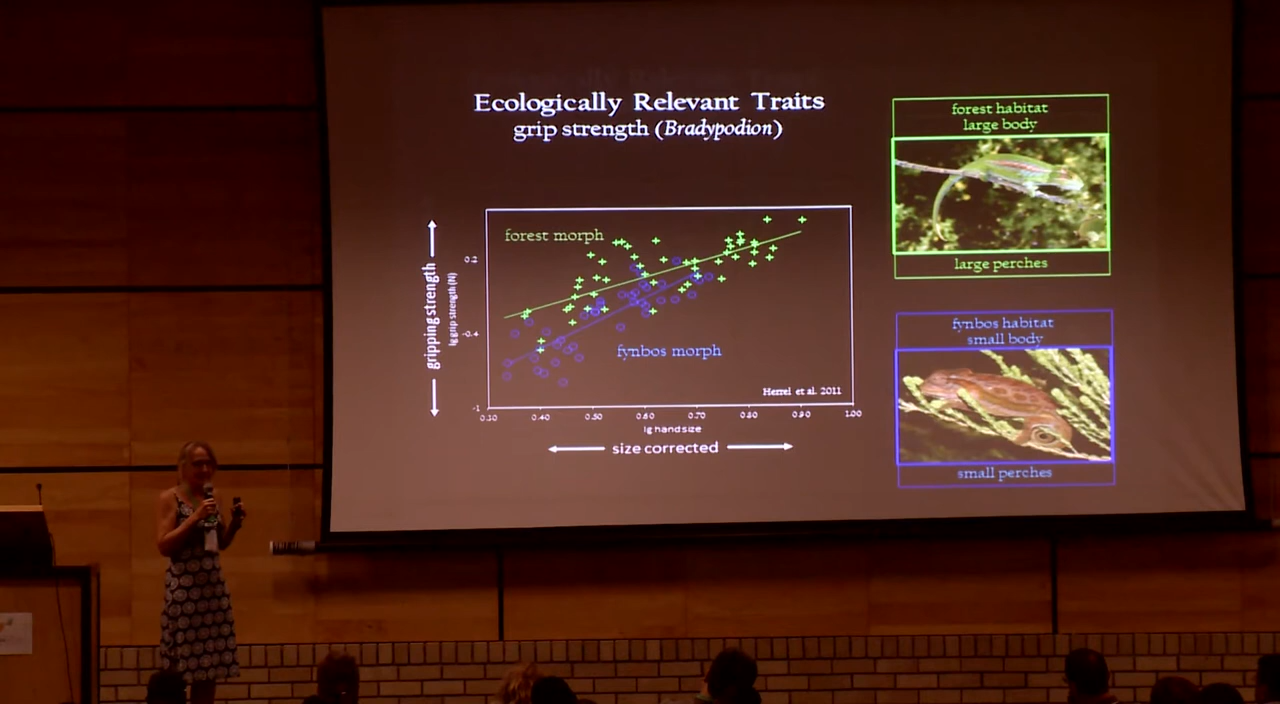 Ecologically Relevant Traits
grip strength (Bradypodion)
forest morph
fynbos morph
Herrel et al. 2011
gripping strength
lg grip strength (N)
0.2
-0.4
-1
0.30 0.40 0.50 0.60 0.70 0.80 0.90 1.00
lg hand size
size corrected
forest habitat
large body
large perches
fynbos habitat
small body
small perches